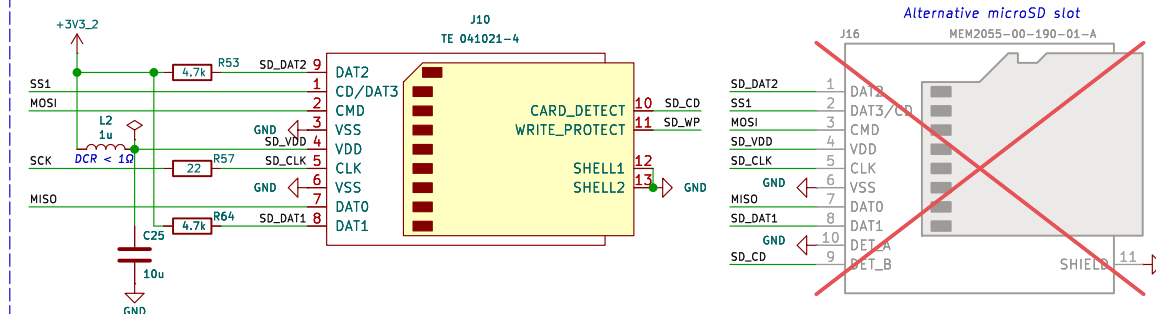 Alternative microSD slot
J10
TE 041021-4
+3V3_2
J16
MEM2055-00-190-01-A
4.7k
R53
SD_DAT2
9
DAT2
SS1
1
CD/DAT3
MOSI
2
CMD
GND
3
VSS
L2
1u
DCR < 1Ω
SD_VDD
4
VDD
SCK
22
R57
SD_CLK
5
CLK
GND
6
VSS
MISO
7
DAT0
4.7k
R64
SD_DAT1
8
DAT1
C25
10u
GND
CARD_DETECT
10
SD_CD
WRITE_PROTECT
11
SD_WP
SHELL1
12
SHELL2
13
GND
SD_DAT2
1
DAT2
SS1
2
DAT3/CD
MOSI
3
CMD
SD_VDD
4
VDD
SD_CLK
5
CLK
GND
6
VSS
MISO
7
DAT0
SD_DAT1
8
DAT1
GND
10
DET_A
SD_CD
9
DET_B
SHIELD
11